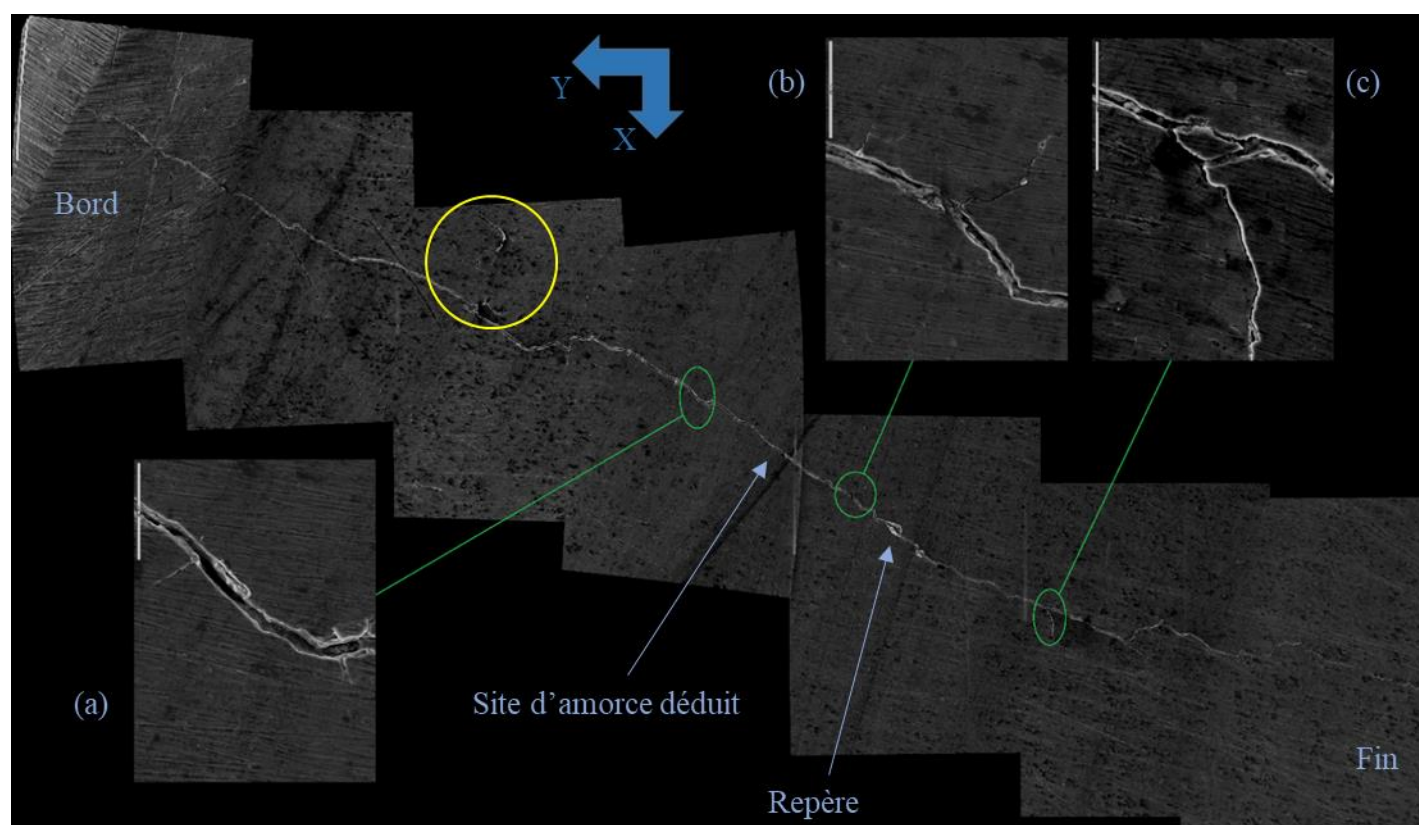 Y
X
(b)
(c)
Bord
(a)
Site d’amorce déduit
Repère
Fin